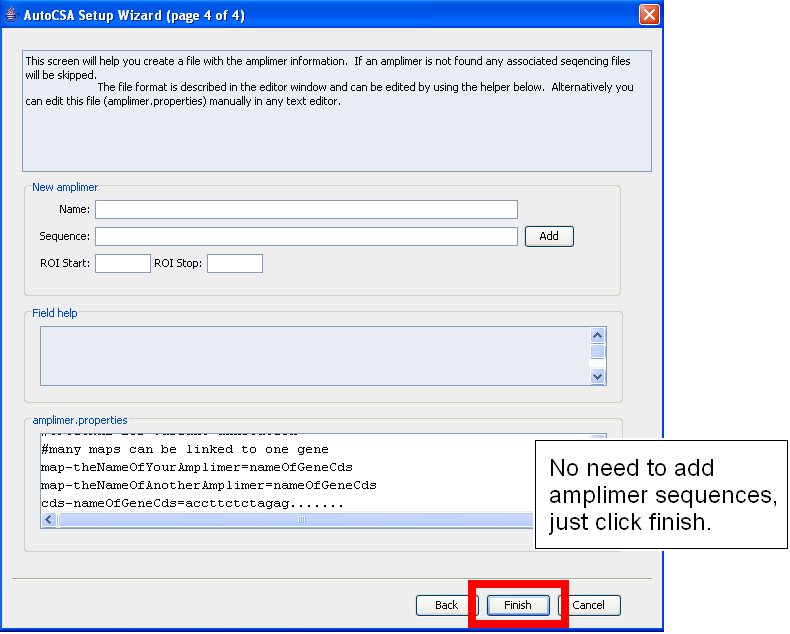 AutoCSA Setup Wizard (page 4 of 4)
This screen will help you create a file with the amplimer information.  If an amplimer is not found any associated seqencing files
will be skipped.
The file format is described in the editor window and can be edited by using the helper below.  Alternatively you
can edit this file (amplimer.properties) manually in any text editor.
New amplimer
Name:
Sequence:
Add
ROI Start:
ROI Stop:
Field help
amplimer.properties
#many maps can be linked to one gene
map-theNameOfYourAmplimer=nameOfGeneCds
map-theNameOfAnotherAmplimer=nameOfGeneCds
cds-nameOfGeneCds=accttctctagag.......
No need to add
amplimer sequences,
just click finish.
Back
Finish
Cancel